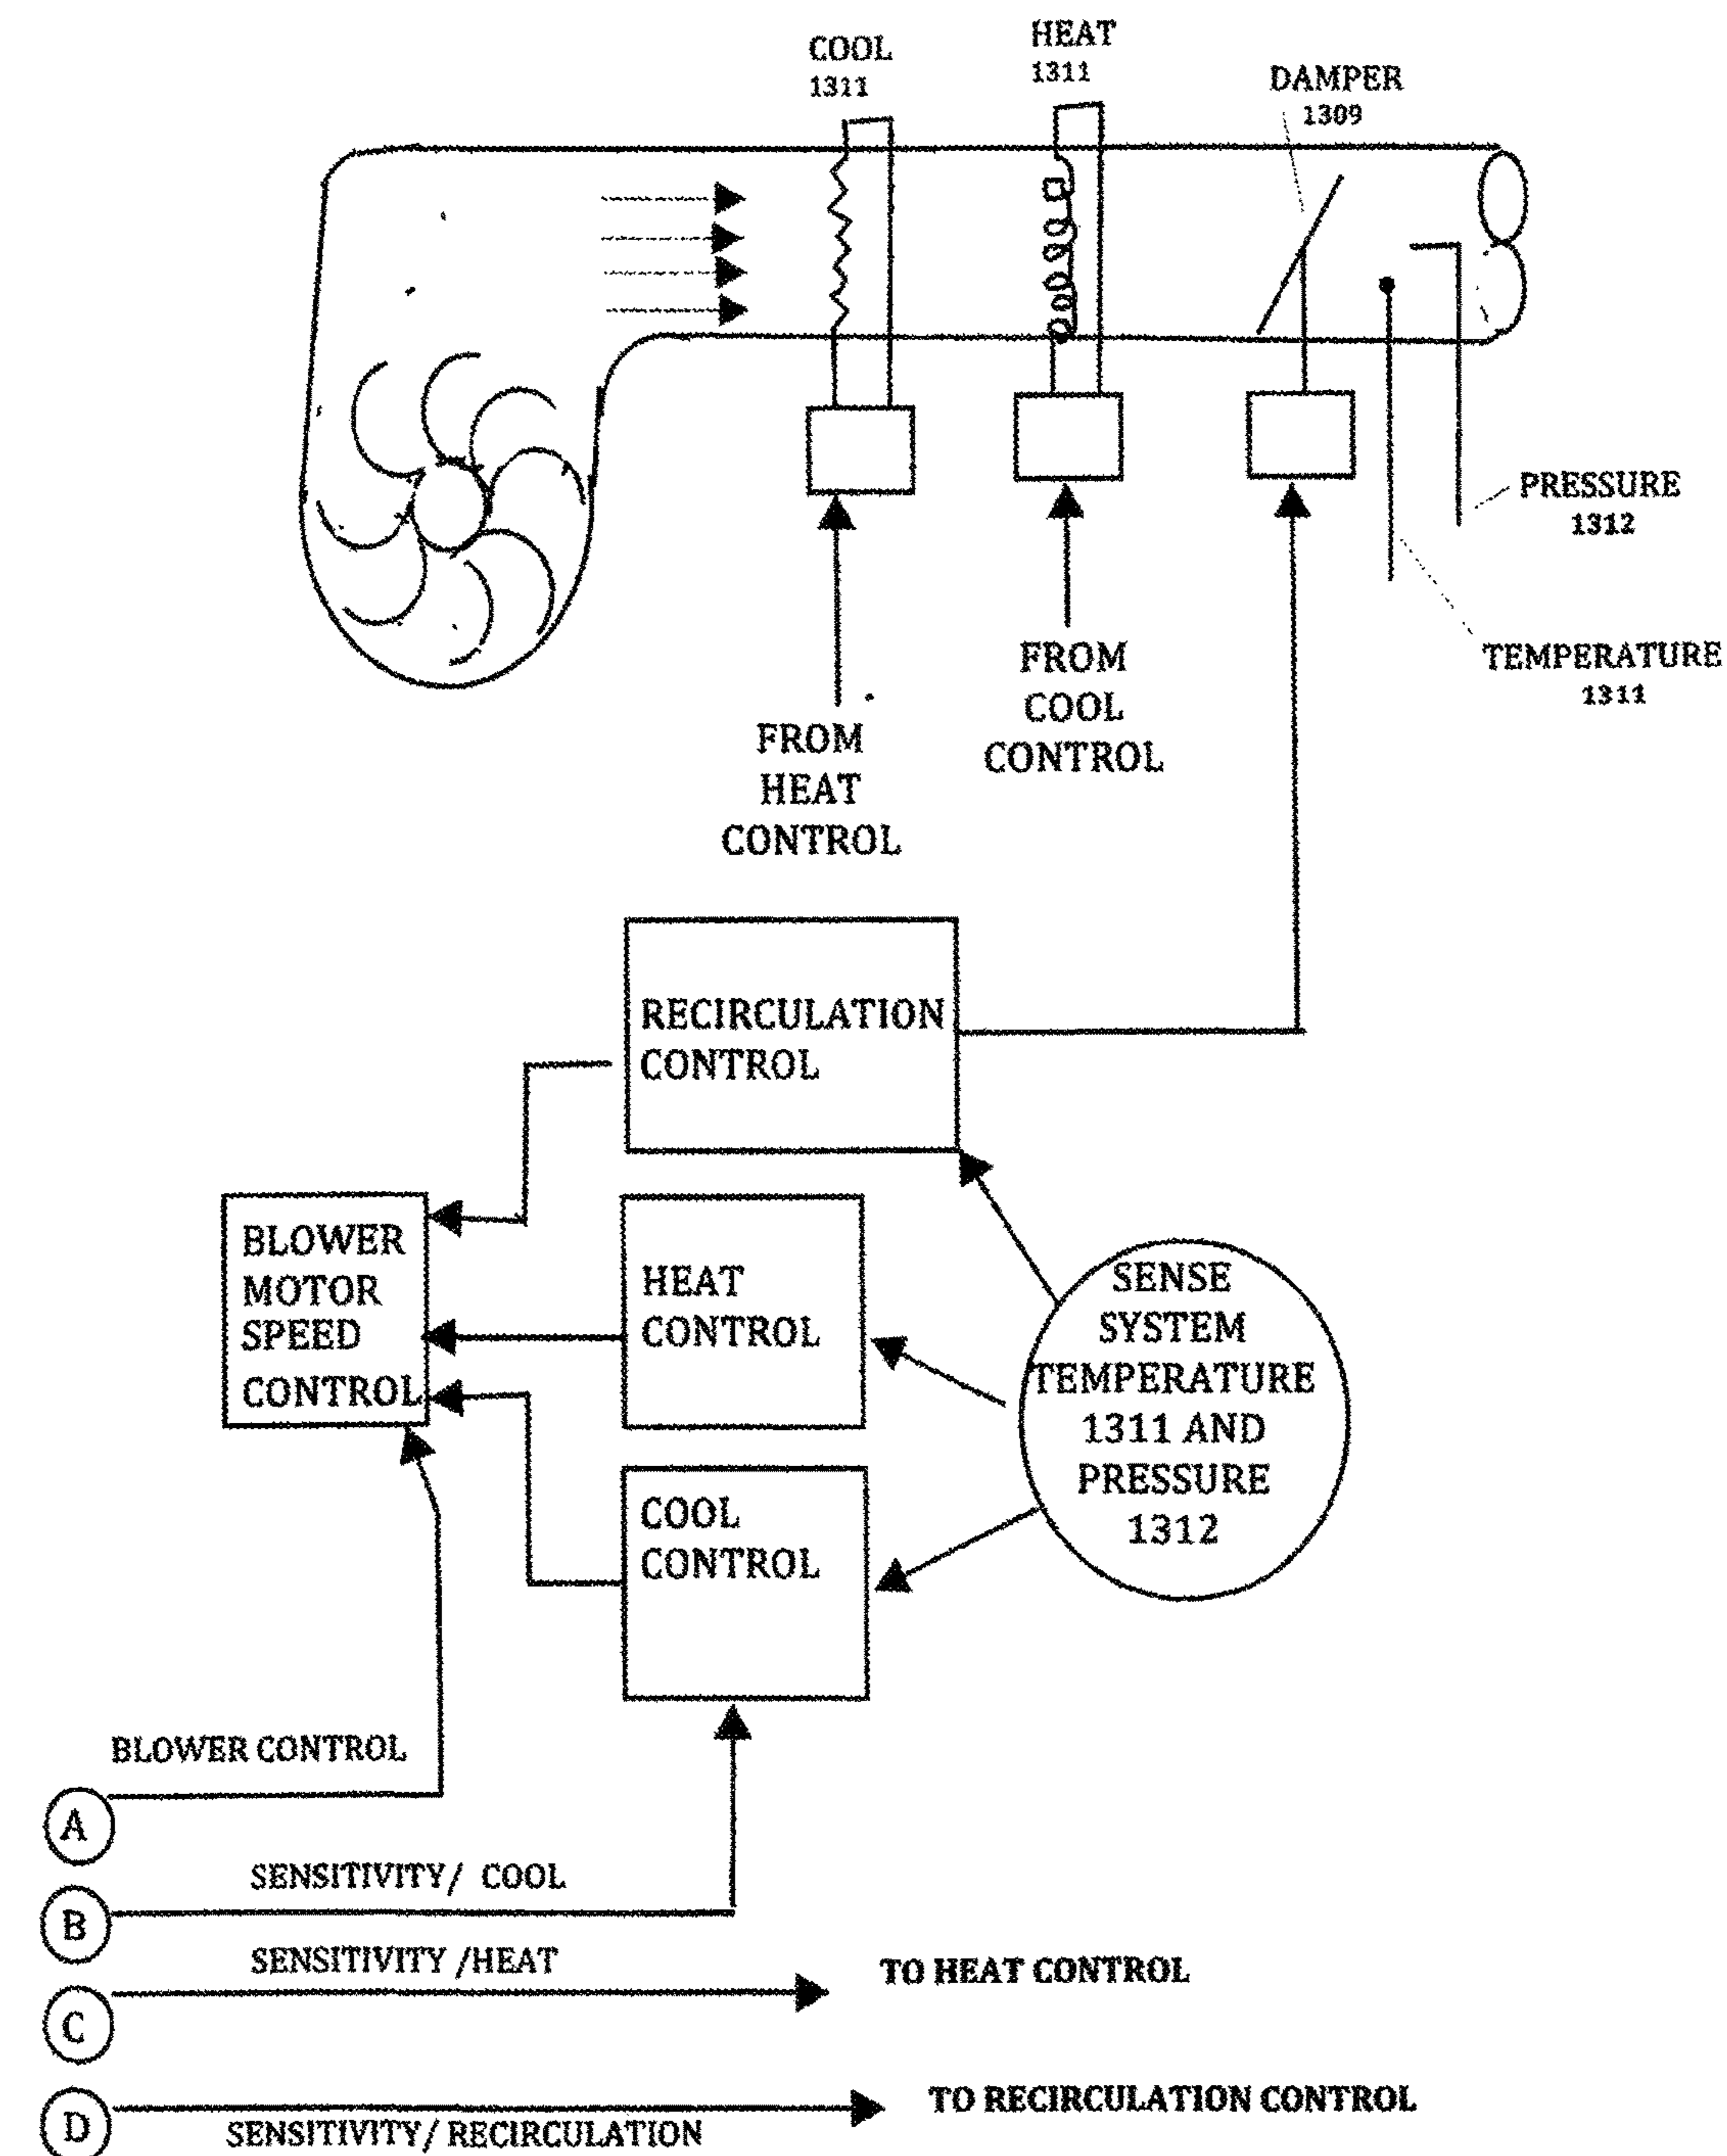 COOL
1311
HEAT
1311
DAMPER
1309
PRESSURE
1312
TEMPERATURE
1311
FROM
HEAT
CONTROL
FROM
COOL
CONTROL
RECIRCULATION
CONTROL
BLOWER
MOTOR
SPEED
CONTROL
HEAT
CONTROL
SENSE
SYSTEM
TEMPERATURE
1311 AND
PRESSURE
1312
COOL
CONTROL
BLOWER CONTROL
A
SENSITIVITY/ COOL
B
SENSITIVITY /HEAT
TO HEAT CONTROL
C
TO RECIRCULATION CONTROL
D
SENSITIVITY/ RECIRCULATION